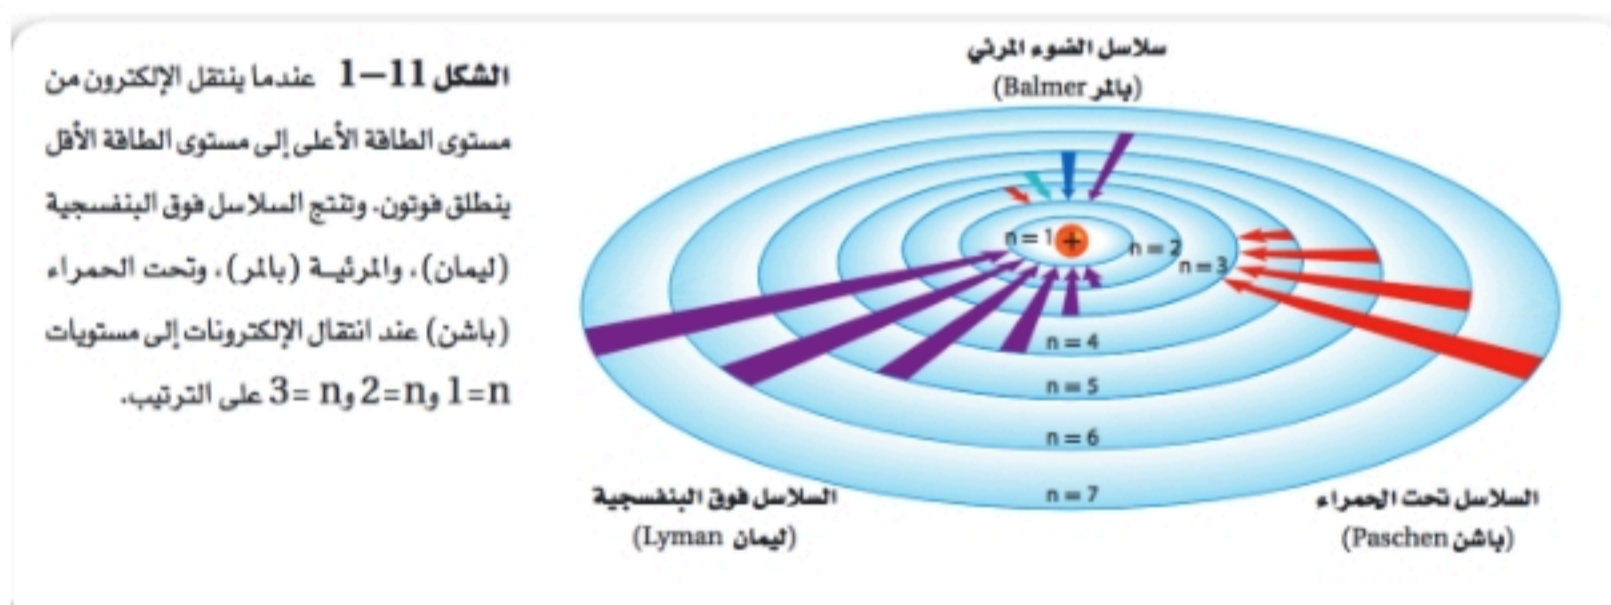 الشكل 11–1 عندما ينتقل الإلكترون من
مستوى الطاقة الأعلى إلى مستوى الطاقة الأقل
ينطلق فوتون. وتنتج السلاسل فوق البنفسجية
(ليمان)، والمرئيـة (بالمر)، وتحت الحمراء
(باشن) عند انتقال الإلكترونات إلى مستويات
n=1 وn=2 وn =3 على الترتيب.
سلاسل الضوء المرئي
(بالمر Balmer)
n = 1
+
n = 2
n = 3
n = 4
n = 5
n = 6
n = 7
السلاسل فوق البنفسجية
(ليمان Lyman)
السلاسل تحت الحمراء
(باشن Paschen)